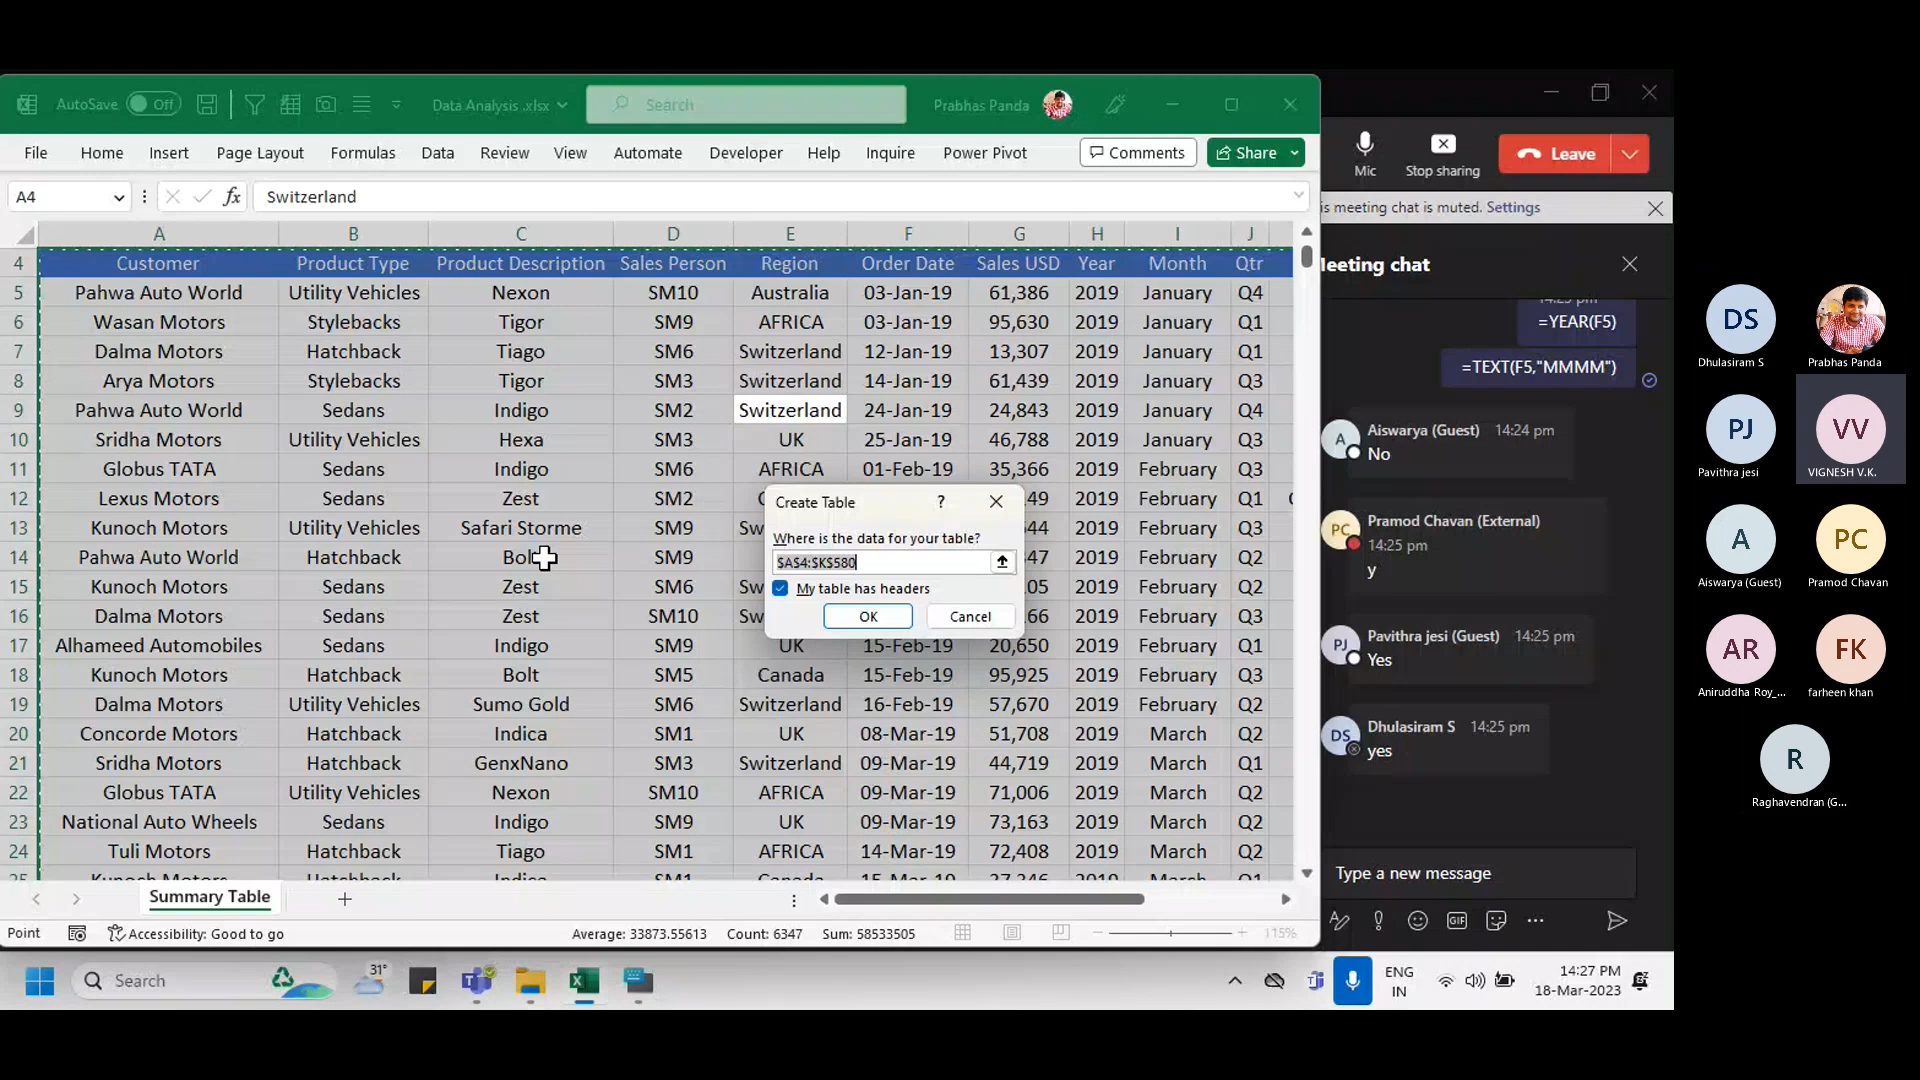 AutoSave Off Data Analysis .xlsx Search Prabhas Panda
File Home Insert Page Layout Formulas Data Review View Automate Developer Help Inquire Power Pivot Comments Share
A4 fx Switzerland
A B C D E F G H I J
4 Customer Product Type Product Description Sales Person Region Order Date Sales USD Year Month Qtr
5 Pahwa Auto World Utility Vehicles Nexon SM10 Australia 03-Jan-19 61,386 2019 January Q4
6 Wasan Motors Stylebacks Tigor SM9 AFRICA 03-Jan-19 95,630 2019 January Q1
7 Dalma Motors Hatchback Tiago SM6 Switzerland 12-Jan-19 13,307 2019 January Q1
8 Arya Motors Stylebacks Tigor SM3 Switzerland 14-Jan-19 61,439 2019 January Q3
9 Pahwa Auto World Sedans Indigo SM2 Switzerland 24-Jan-19 24,843 2019 January Q4
10 Sridha Motors Utility Vehicles Hexa SM3 UK 25-Jan-19 46,788 2019 January Q3
11 Globus TATA Sedans Indigo SM6 AFRICA 01-Feb-19 35,366 2019 February Q3
12 Lexus Motors Sedans Zest SM2 2019 February Q1
13 Kunoch Motors Utility Vehicles Safari Storme SM9 2019 February Q3
14 Pahwa Auto World Hatchback Bolt SM9 2019 February Q2
15 Kunoch Motors Sedans Zest SM6 2019 February Q2
16 Dalma Motors Sedans Zest SM10 2019 February Q3
17 Alhameed Automobiles Sedans Indigo SM9 UK 15-Feb-19 20,650 2019 February Q1
18 Kunoch Motors Hatchback Bolt SM5 Canada 15-Feb-19 95,925 2019 February Q3
19 Dalma Motors Utility Vehicles Sumo Gold SM6 Switzerland 16-Feb-19 57,670 2019 February Q2
20 Concorde Motors Hatchback Indica SM1 UK 08-Mar-19 51,708 2019 March Q2
21 Sridha Motors Hatchback GenxNano SM3 Switzerland 09-Mar-19 44,719 2019 March Q1
22 Globus TATA Utility Vehicles Nexon SM10 AFRICA 09-Mar-19 71,006 2019 March Q2
23 National Auto Wheels Sedans Indigo SM9 UK 09-Mar-19 73,163 2019 March Q2
24 Tuli Motors Hatchback Tiago SM1 AFRICA 14-Mar-19 72,408 2019 March Q2
Create Table ?
Where is the data for your table?
$A$4:$K$580
My table has headers
OK Cancel
Summary Table
Point Accessibility: Good to go Average: 33873.55613 Count: 6347 Sum: 58533505 115%
Search 31° ENG IN 14:27 PM 18-Mar-2023
Mic Stop sharing Leave
is meeting chat is muted. Settings
Meeting chat
=YEAR(F5)
=TEXT(F5,"MMMM")
A Aiswarya (Guest) 14:24 pm
No
PC Pramod Chavan (External)
14:25 pm
y
PJ Pavithra jesi (Guest) 14:25 pm
Yes
DS Dhulasiram S 14:25 pm
yes
Type a new message
GIF
DS
Dhulasiram S
Prabhas Panda
PJ
Pavithra jesi
VV
VIGNESH V.K.
A
Aiswarya (Guest)
PC
Pramod Chavan
AR
Aniruddha Roy_...
FK
farheen khan
R
Raghavendran (G...